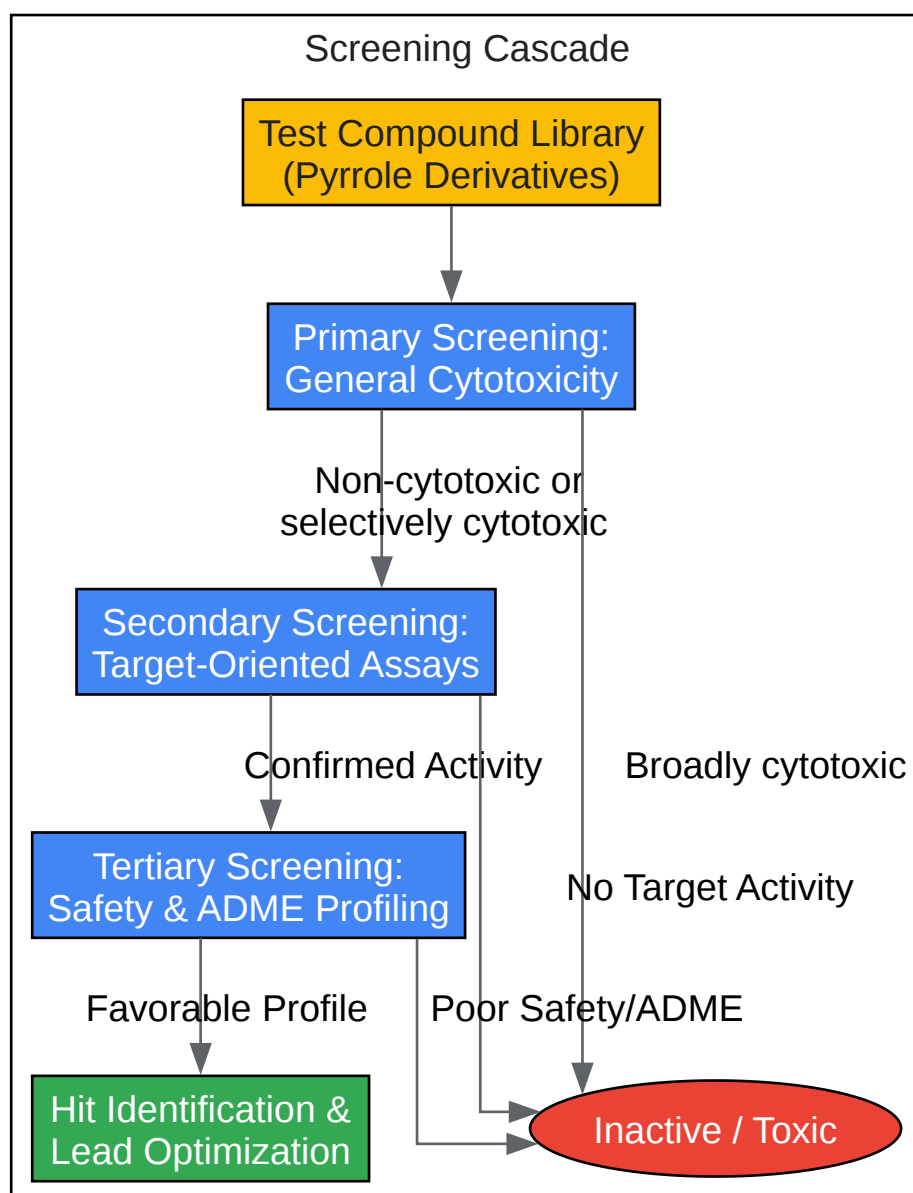 Screening Cascade
Test Compound Library
(Pyrrole Derivatives)
Primary Screening:
General Cytotoxicity
Non-cytotoxic or
selectively cytotoxic
Secondary Screening:
Target-Oriented Assays
Confirmed Activity
Broadly cytotoxic
Tertiary Screening:
Safety & ADME Profiling
No Target Activity
Favorable Profile
Poor Safety/ADME
Hit Identification &
Lead Optimization
Inactive / Toxic